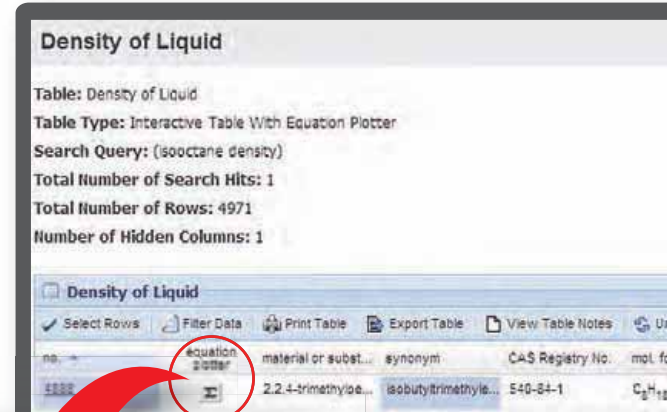 Density of Liquid
Table: Density of Liquid
Table Type: Interactive Table With Equation Plotter
Search Query: (isooctane density)
Total Number of Search Hits: 1
Total Number of Rows: 4971
Number of Hidden Columns: 1
Density of Liquid
Select Rows Filter Data Print Table Export Table View Table Notes
no. equation plotter material or subst... synonym CAS Registry No. mol. fo
Σ 2,2,4-trimethylpe... isobutyltrimethyle... 540-84-1